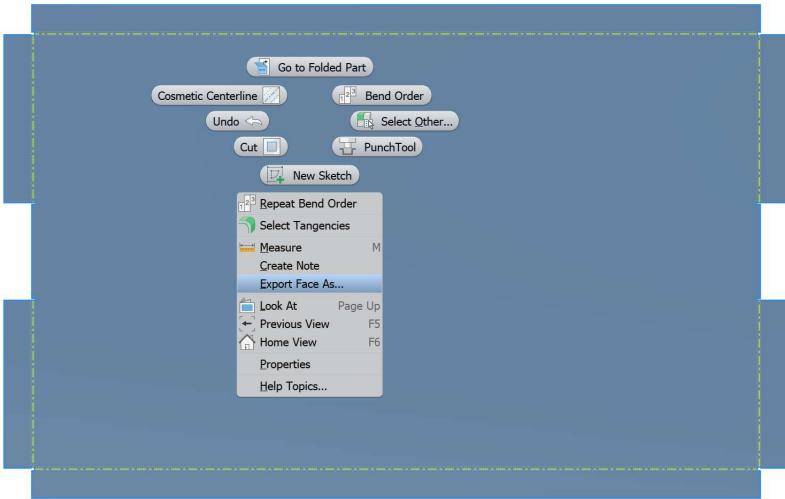 Go to Folded Part
Cosmetic Centerline
Bend Order
Undo
Select Other...
Cut
PunchTool
New Sketch
Repeat Bend Order
Select Tangencies
Measure M
Create Note
Export Face As...
Look At Page Up
Previous View F5
Home View F6
Properties
Help Topics...